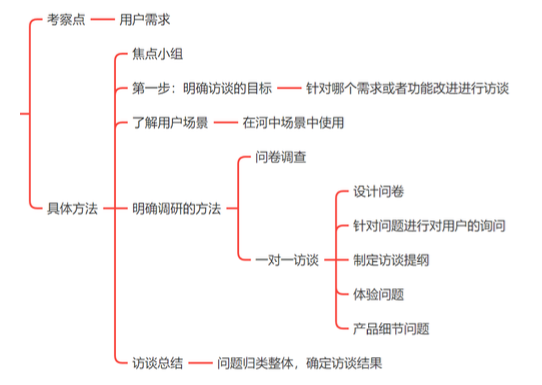 考察点
用户需求
具体方法
焦点小组
第一步：明确访谈的目标
针对哪个需求或者功能改进进行访谈
了解用户场景
在河中场景中使用
明确调研的方法
问卷调查
一对一访谈
设计问卷
针对问题进行对用户的询问
制定访谈提纲
体验问题
产品细节问题
访谈总结
问题归类整体，确定访谈结果